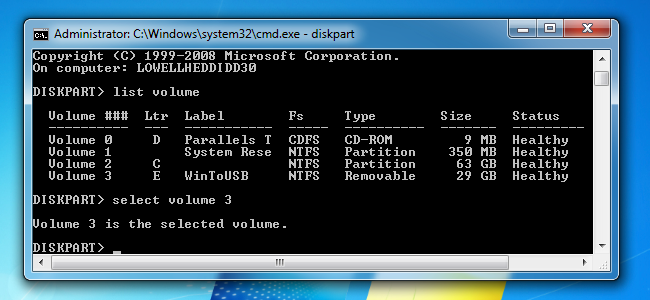 Administrator: C:\Windows\system32\cmd.exe - diskpart
Copyright (C) 1999-2008 Microsoft Corporation.
On computer: LOWELLHEDDIDD30
DISKPART> list volume
Volume ### Ltr Label Fs Type Size Status
---------- --- ----------- ----- ---------- ------- ---------
Volume 0 D Parallels T CDFS CD-ROM 9 MB Healthy
Volume 1 System Rese NTFS Partition 350 MB Healthy
Volume 2 C NTFS Partition 63 GB Healthy
Volume 3 E WinToUSB NTFS Removable 29 GB Healthy
DISKPART> select volume 3
Volume 3 is the selected volume.
DISKPART> _